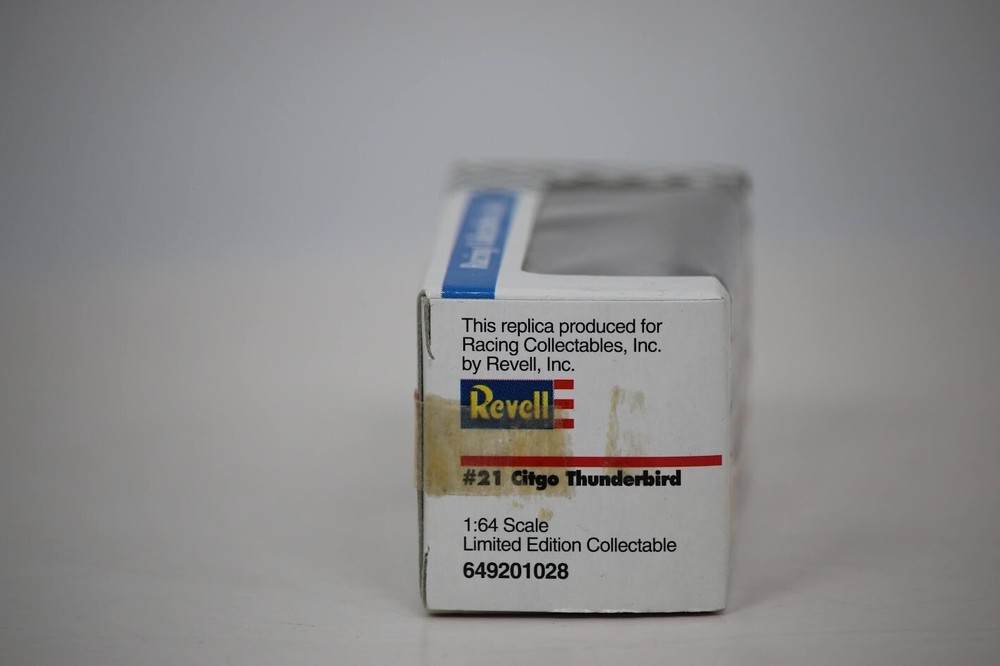 This replica produced for
Racing Collectables, Inc.
by Revell, Inc.
Revell
#21 Citgo Thunderbird
1:64 Scale
Limited Edition Collectable
649201028